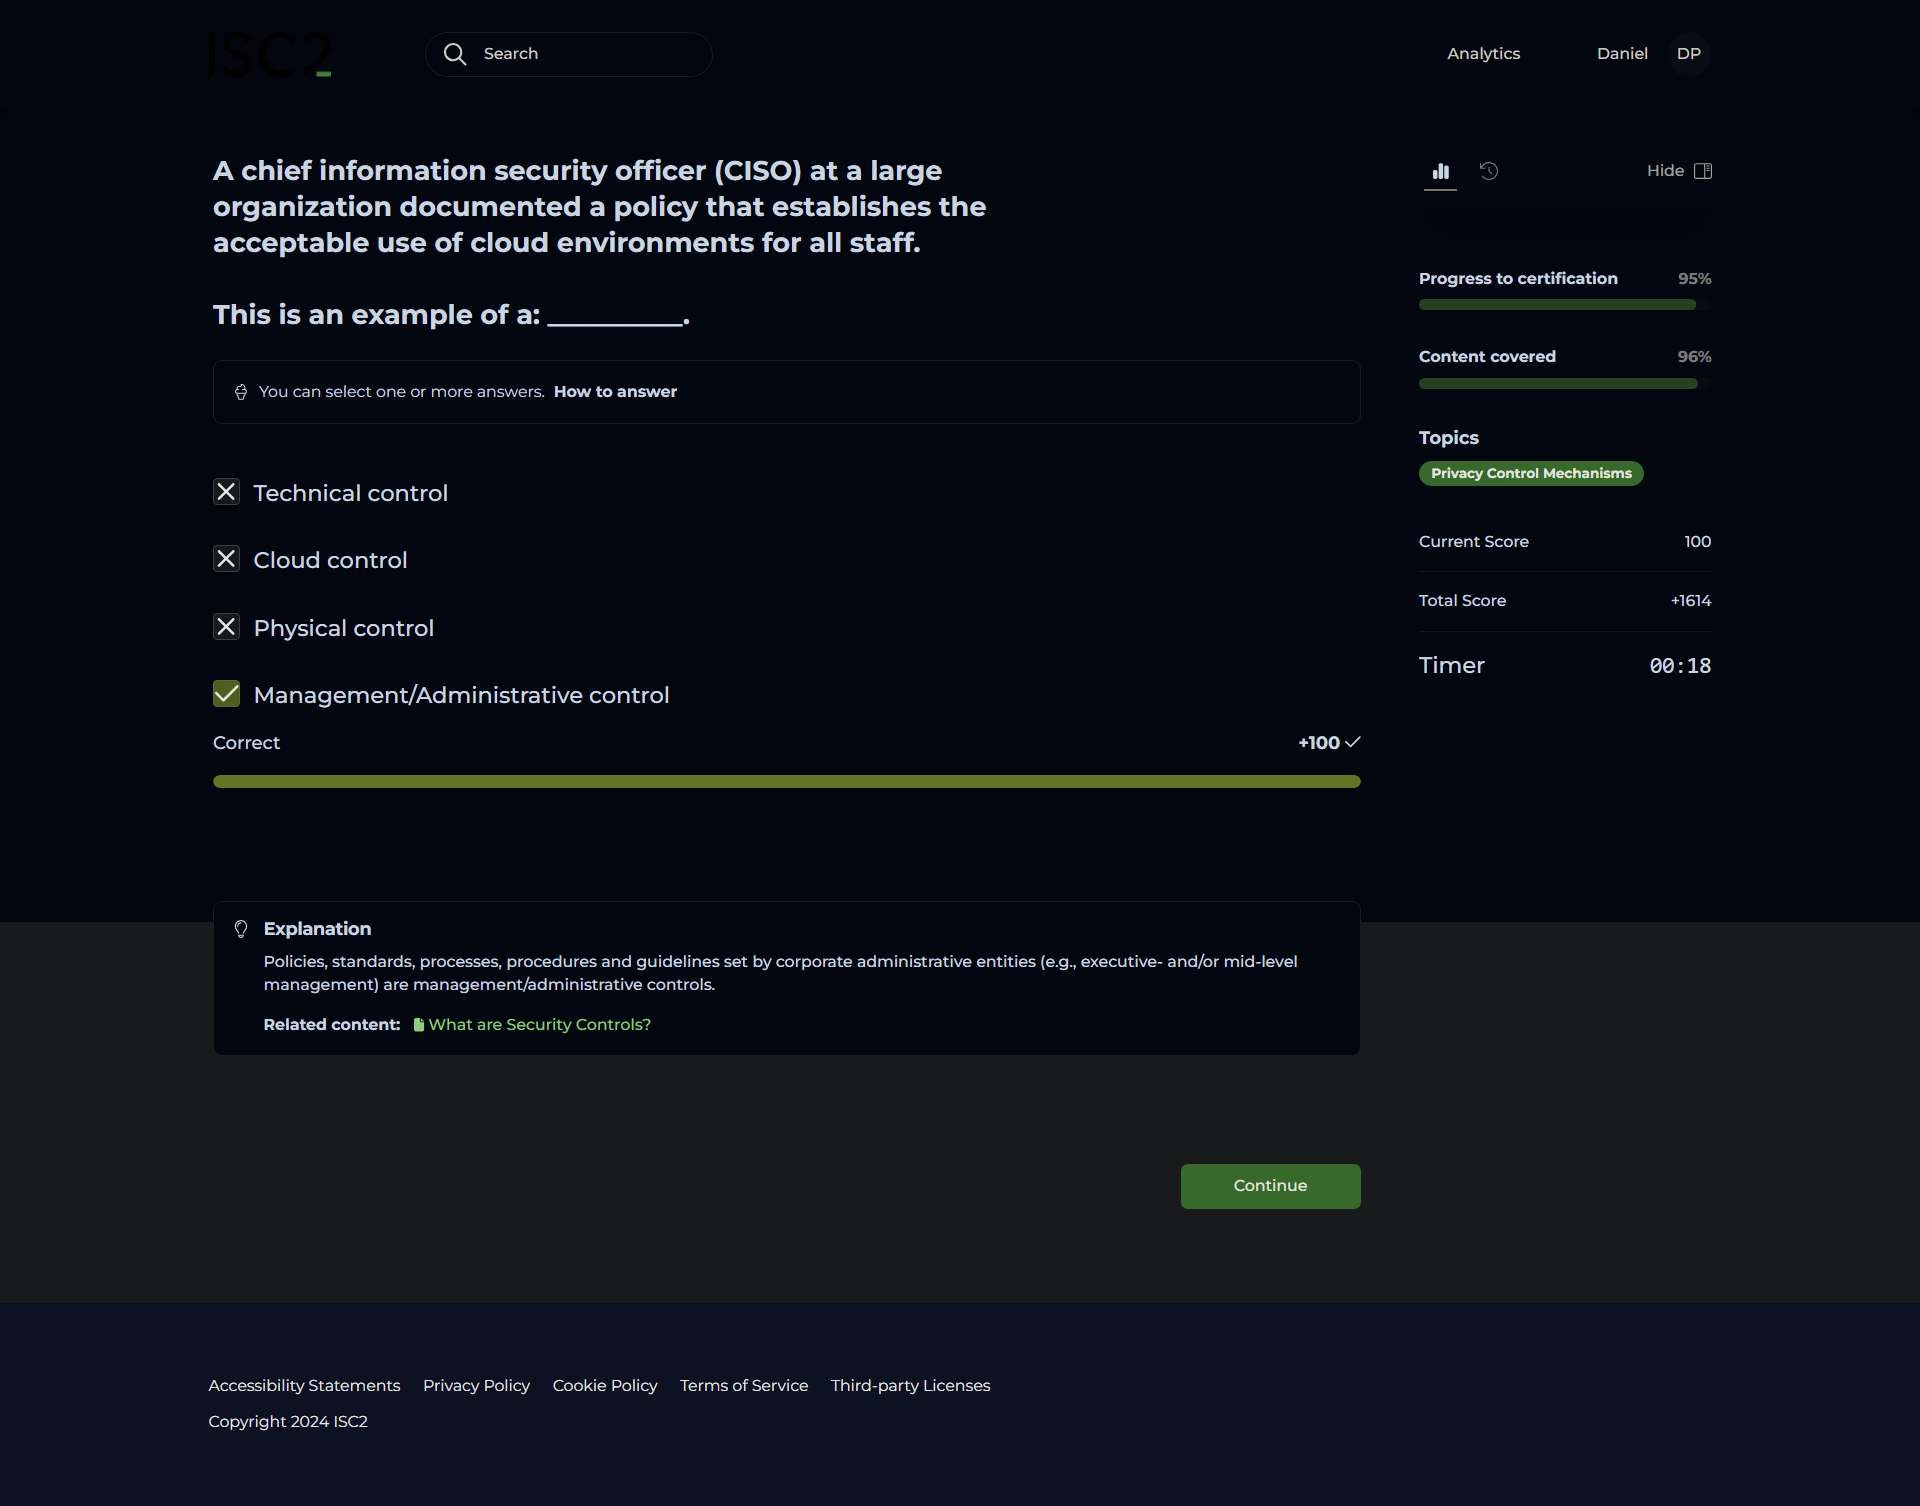 ISC2
Search
Analytics
Daniel
DP
A chief information security officer (CISO) at a large
organization documented a policy that establishes the
acceptable use of cloud environments for all staff.
This is an example of a: __________.
You can select one or more answers. How to answer
Technical control
Cloud control
Physical control
Management/Administrative control
Correct
+100
Explanation
Policies, standards, processes, procedures and guidelines set by corporate administrative entities (e.g., executive- and/or mid-level
management) are management/administrative controls.
Related content: What are Security Controls?
Continue
Hide
Progress to certification 95%
Content covered 96%
Topics
Privacy Control Mechanisms
Current Score 100
Total Score +1614
Timer 00:18
Accessibility Statements Privacy Policy Cookie Policy Terms of Service Third-party Licenses
Copyright 2024 ISC2